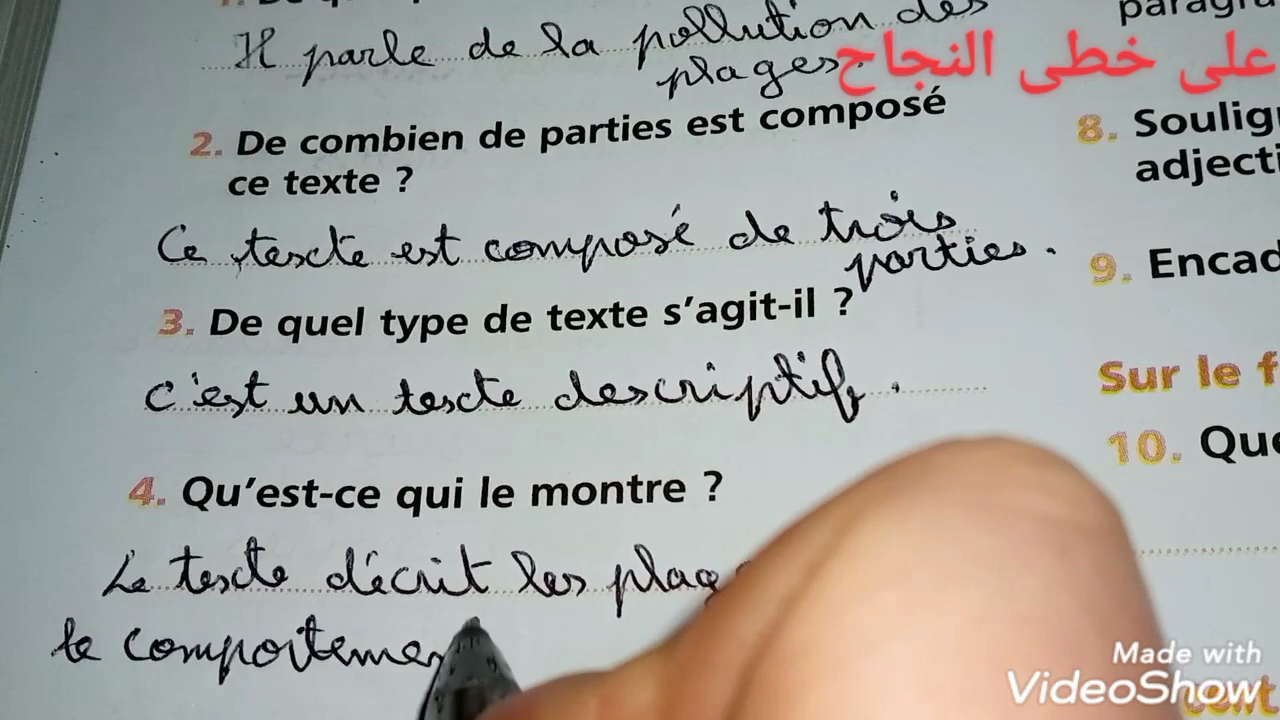 Il parle de la pollution des
plages.
على خطى النجاح
2. De combien de parties est composé
ce texte ?
Ce texte est composé de trois
parties.
3. De quel type de texte s'agit-il ?
C'est un texte descriptif.
4. Qu'est-ce qui le montre ?
Le texte décrit les plag
le comportemen
8. Soulig
adjecti
9. Encad
Sur le f
10. Que
Made with
VideoShow